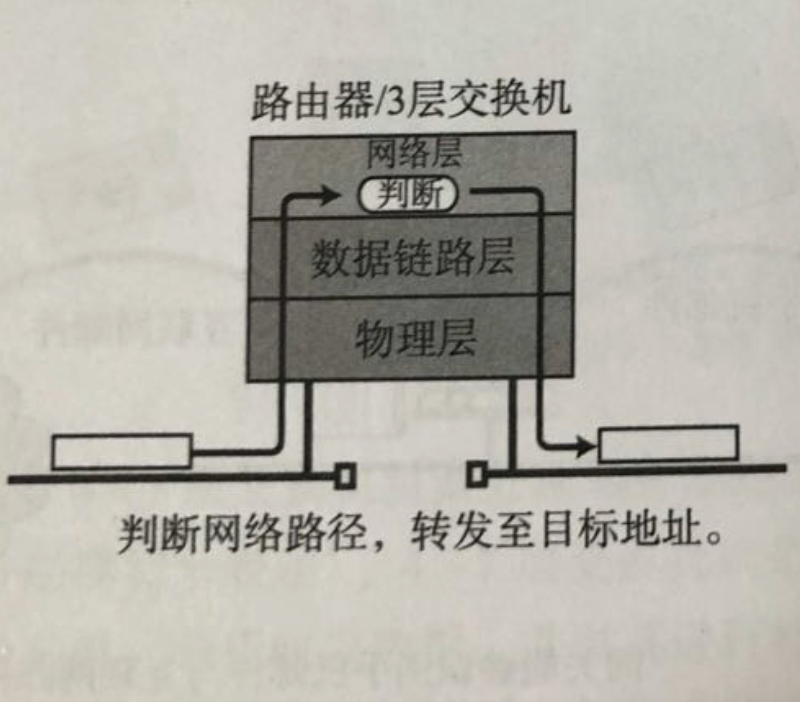 路由器/3层交换机
网络层
判断
数据链路层
物理层
判断网络路径，转发至目标地址。